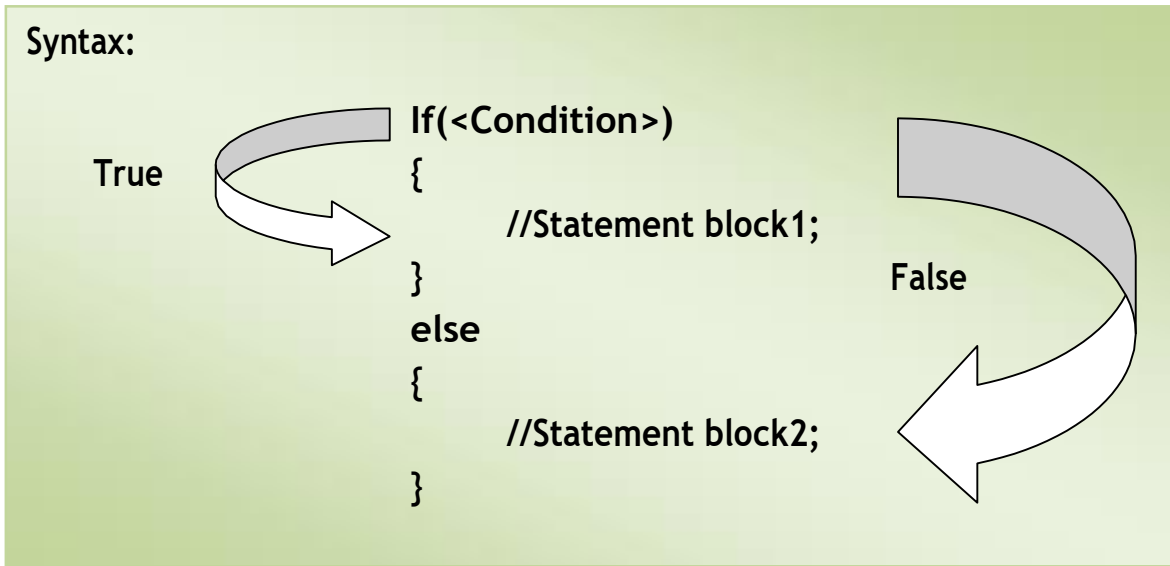 Syntax:
If(<Condition>)
True
{
//Statement block1;
}
False
else
{
//Statement block2;
}